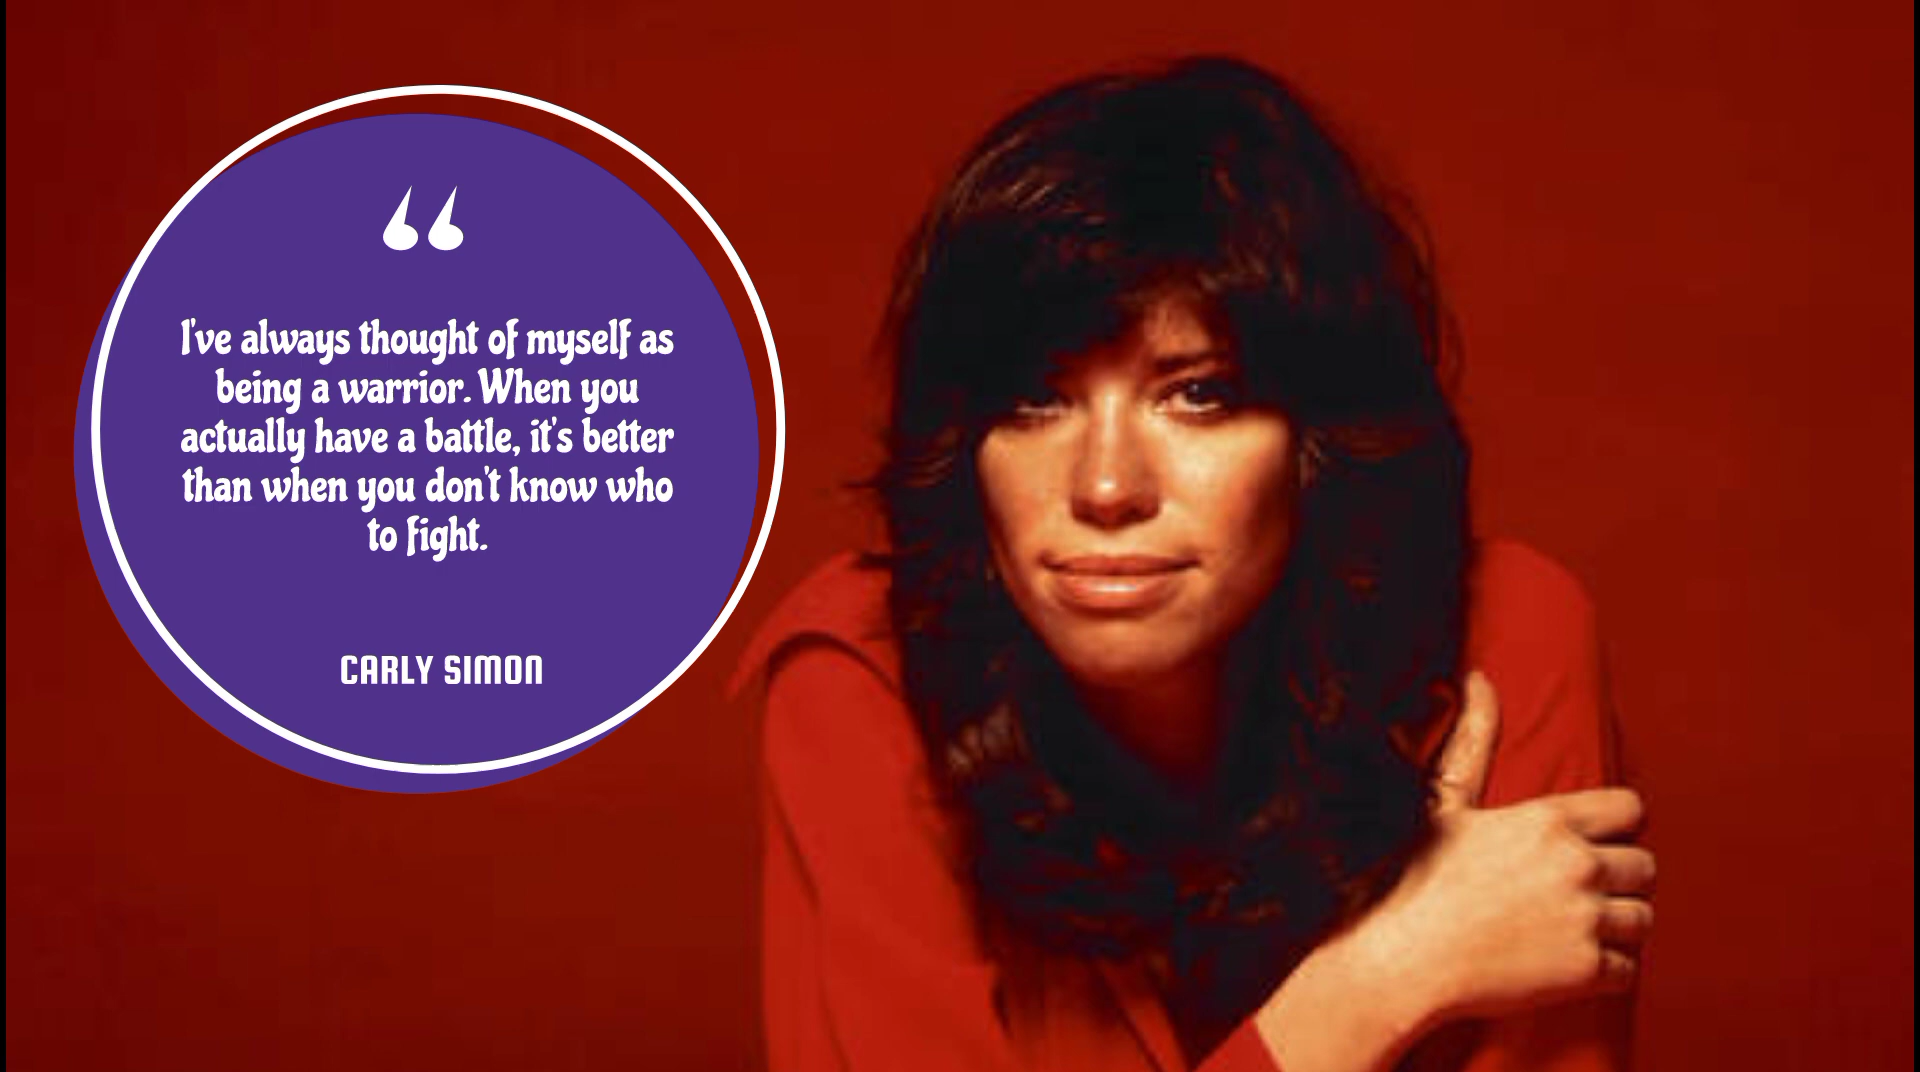 “
I've always thought of myself as
being a warrior. When you
actually have a battle, it's better
than when you don't know who
to fight.
CARLY SIMON